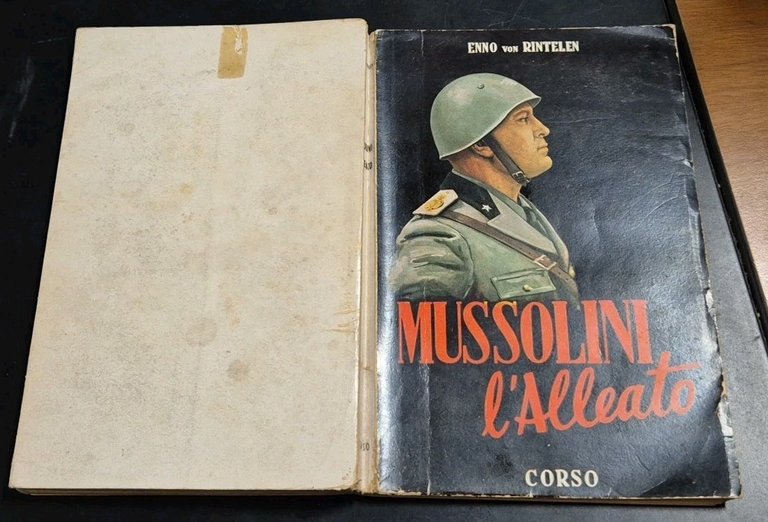 ENNO von RINTELEN
MUSSOLINI
l'Alleato
CORSO